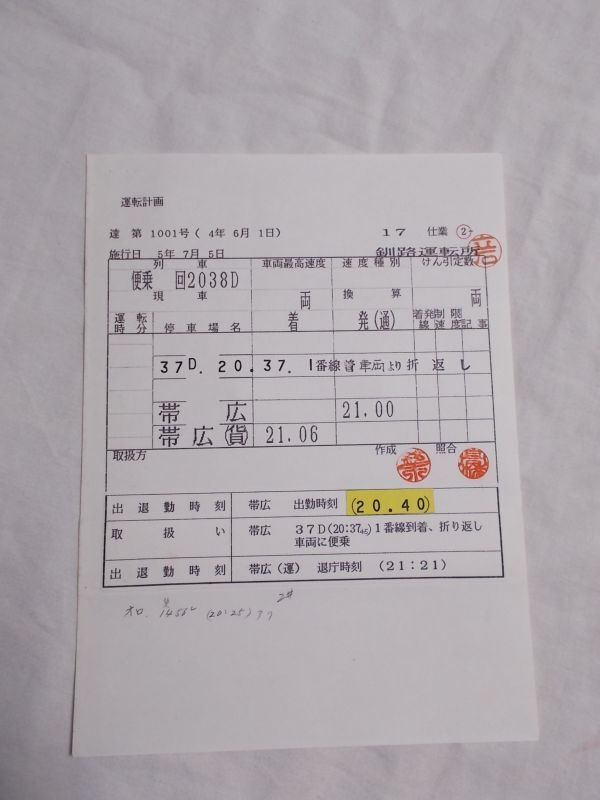 運転計画
達 第 1001号 ( 4年 6月 1日)
17 仕業 2
施行日 5年 7月 5日
釧路運転所
列車 車両最高速度 速度種別 けん引定数
便乗 回2038D
現車 両 換算 両
運転時分 停車場名 着 発(通) 着発線 制限速度 記事
37D. 20.37. 1番線着車両より折返し
帯広 21.00
帯広(貨) 21.06
取扱方 作成 照合
出退勤時刻 帯広 出勤時刻 (20.40)
取扱い 帯広 37D(20:37 45)1番線到着、折り返し
車両に便乗
出退勤時刻 帯広(運) 退庁時刻 (21:21)